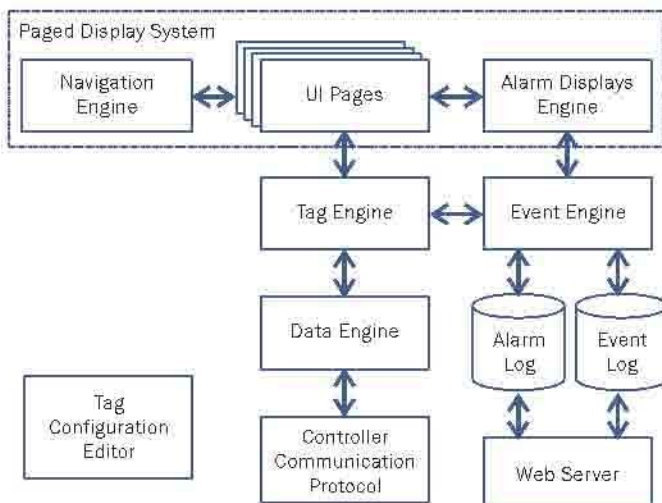 Paged Display System
Navigation
Engine
UI Pages
Alarm Displays
Engine
Tag Engine
Event Engine
Data Engine
Alarm
Log
Event
Log
Tag
Configuration
Editor
Controller
Communication
Protocol
Web Server